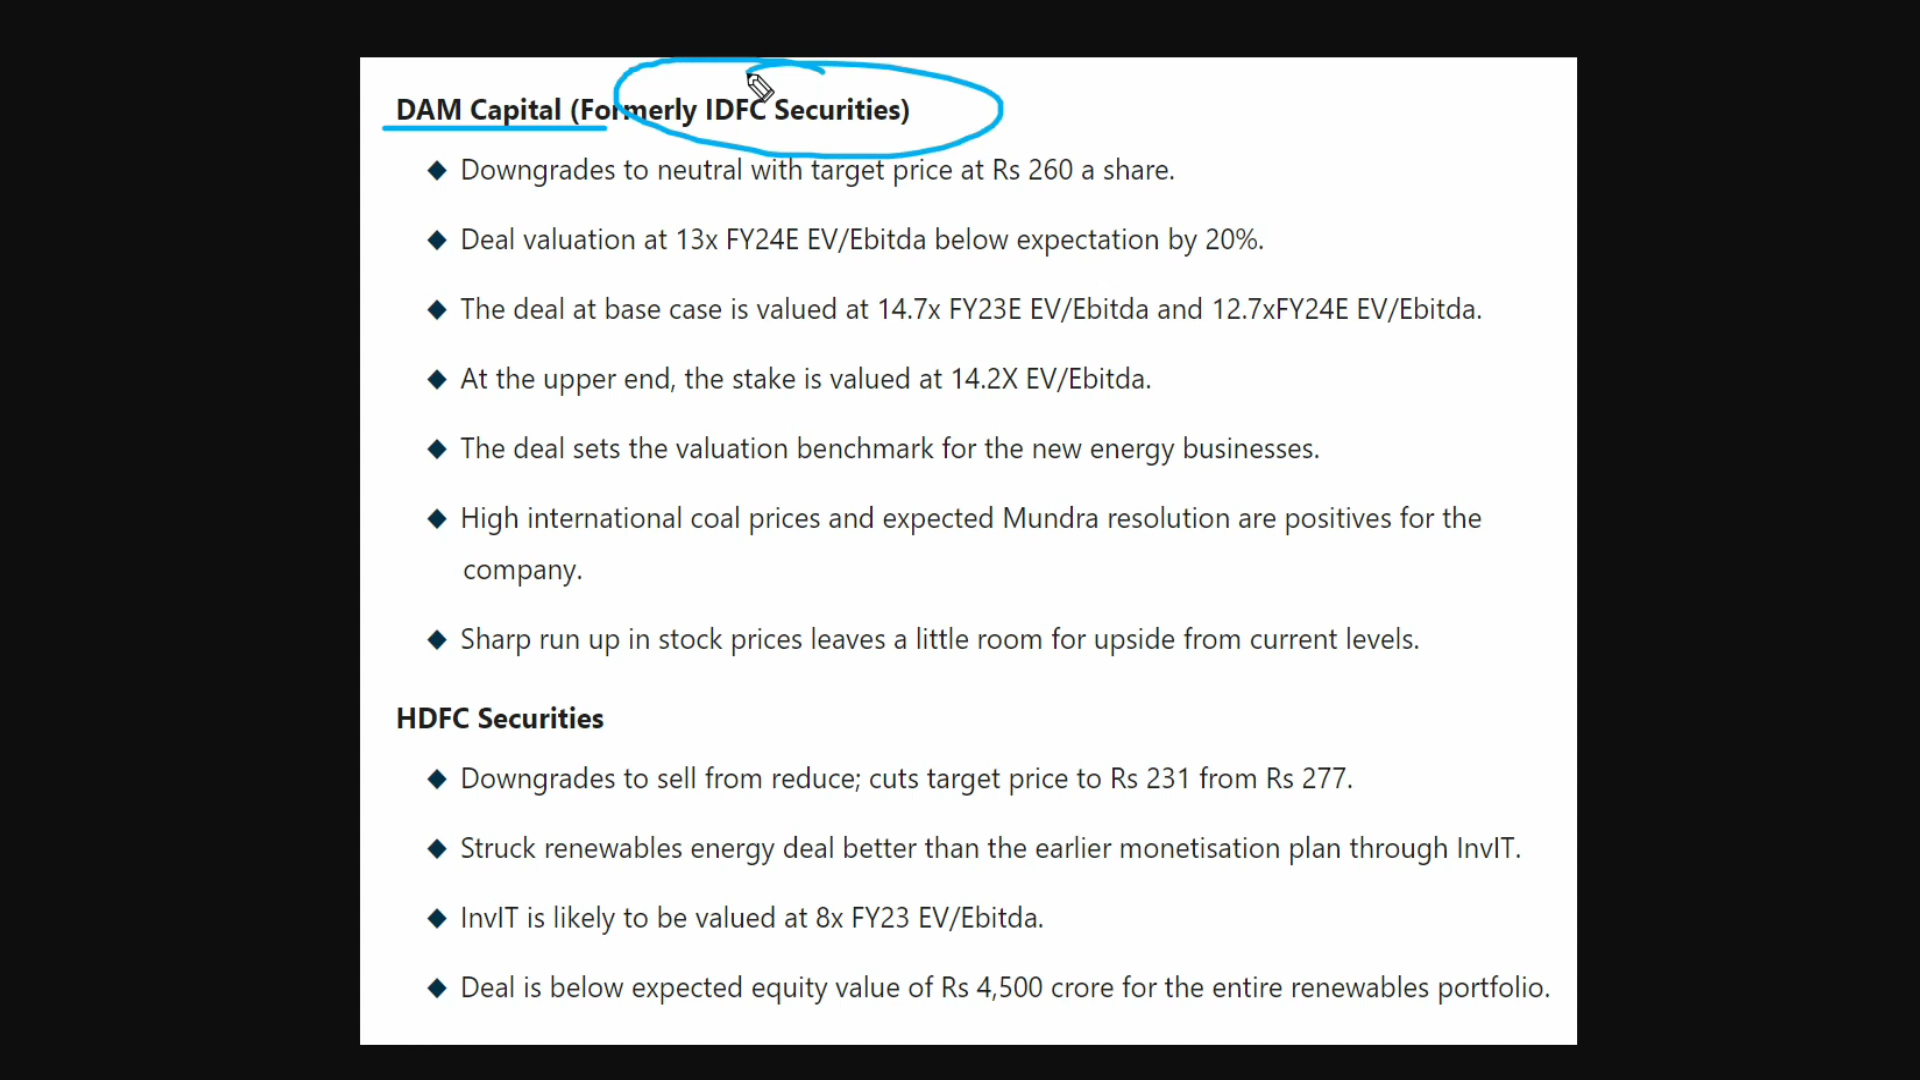 DAM Capital (Formerly IDFC Securities)
Downgrades to neutral with target price at Rs 260 a share.
Deal valuation at 13x FY24E EV/Ebitda below expectation by 20%.
The deal at base case is valued at 14.7x FY23E EV/Ebitda and 12.7xFY24E EV/Ebitda.
At the upper end, the stake is valued at 14.2X EV/Ebitda.
The deal sets the valuation benchmark for the new energy businesses.
High international coal prices and expected Mundra resolution are positives for the
company.
Sharp run up in stock prices leaves a little room for upside from current levels.
HDFC Securities
Downgrades to sell from reduce; cuts target price to Rs 231 from Rs 277.
Struck renewables energy deal better than the earlier monetisation plan through InvIT.
InvIT is likely to be valued at 8x FY23 EV/Ebitda.
Deal is below expected equity value of Rs 4,500 crore for the entire renewables portfolio.